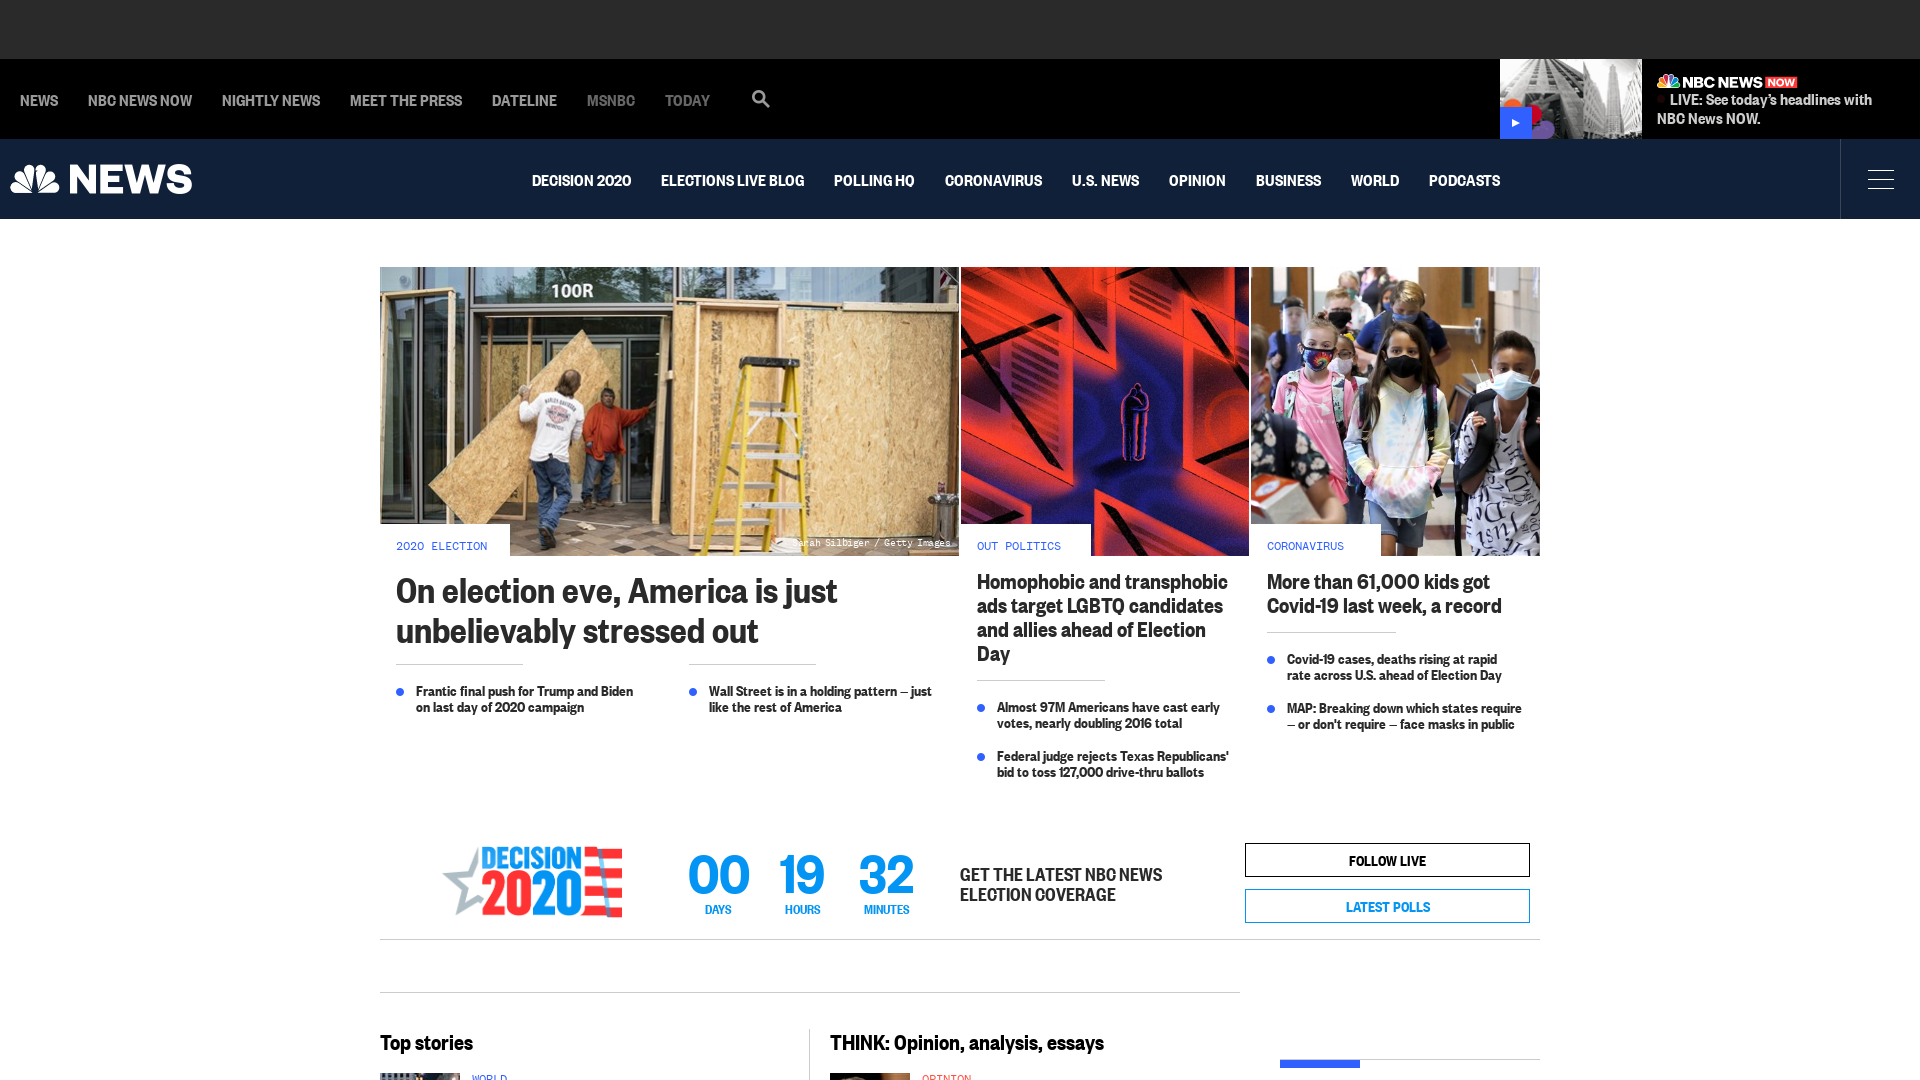 NEWS
NBC NEWS NOW
NIGHTLY NEWS
MEET THE PRESS
DATELINE
MSNBC
TODAY
NBC NEWS NOW
LIVE: See today's headlines with
NBC News NOW.
NEWS
DECISION 2020
ELECTIONS LIVE BLOG
POLLING HQ
CORONAVIRUS
U.S. NEWS
OPINION
BUSINESS
WORLD
PODCASTS
100R
Sarah Silbiger / Getty Images
2020 ELECTION
On election eve, America is just
unbelievably stressed out
Frantic final push for Trump and Biden
on last day of 2020 campaign
Wall Street is in a holding pattern — just
like the rest of America
OUT POLITICS
Homophobic and transphobic
ads target LGBTQ candidates
and allies ahead of Election
Day
Almost 97M Americans have cast early
votes, nearly doubling 2016 total
Federal judge rejects Texas Republicans'
bid to toss 127,000 drive-thru ballots
CORONAVIRUS
More than 61,000 kids got
Covid-19 last week, a record
Covid-19 cases, deaths rising at rapid
rate across U.S. ahead of Election Day
MAP: Breaking down which states require
— or don't require — face masks in public
DECISION
2020
00
DAYS
19
HOURS
32
MINUTES
GET THE LATEST NBC NEWS
ELECTION COVERAGE
FOLLOW LIVE
LATEST POLLS
Top stories
WORLD
THINK: Opinion, analysis, essays
OPINION